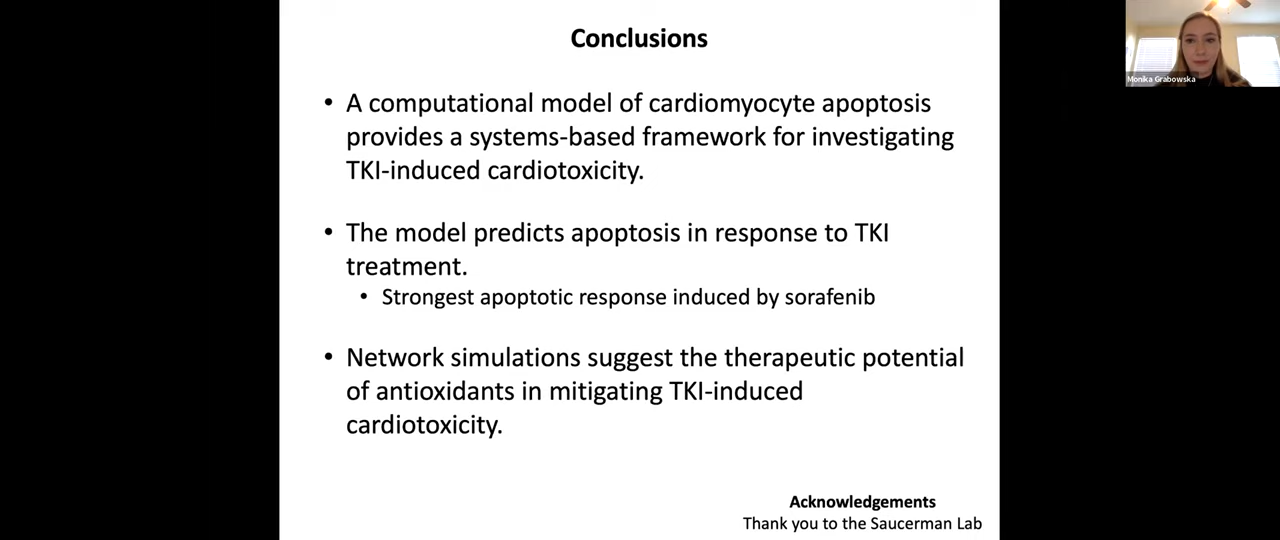 Conclusions
• A computational model of cardiomyocyte apoptosis
provides a systems-based framework for investigating
TKI-induced cardiotoxicity.
• The model predicts apoptosis in response to TKI
treatment.
• Strongest apoptotic response induced by sorafenib
• Network simulations suggest the therapeutic potential
of antioxidants in mitigating TKI-induced
cardiotoxicity.
Acknowledgements
Thank you to the Saucerman Lab
Monika Grabowska